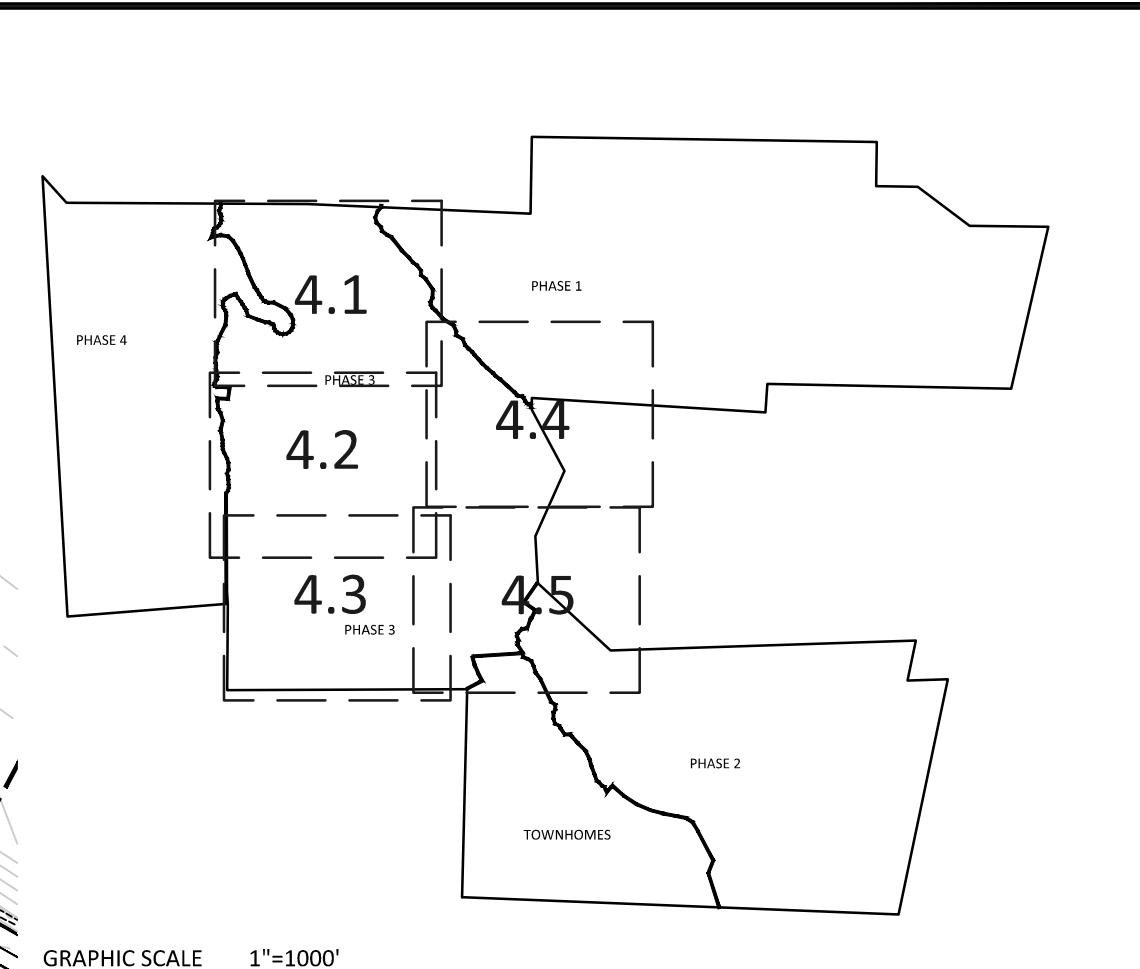 4.1
PHASE 1
PHASE 4
PHASE 3
4.4
4.2
4.3
4.5
PHASE 3
PHASE 2
TOWNHOMES
GRAPHIC SCALE 1"=1000'